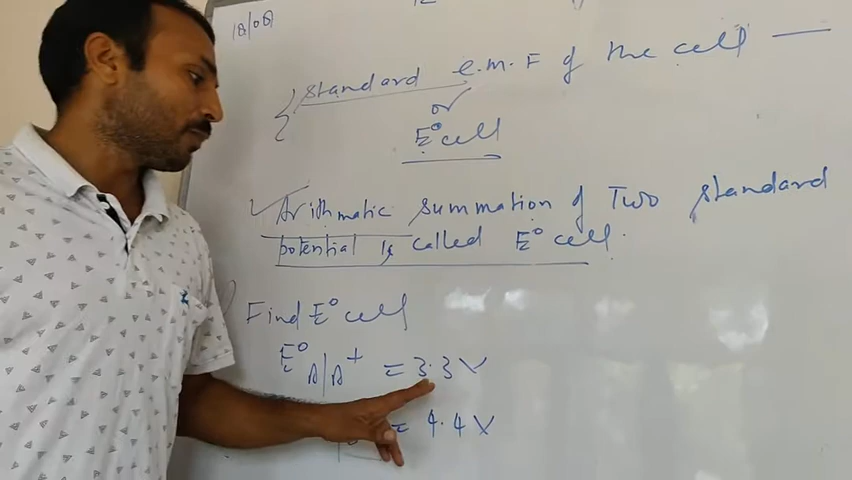 18/08
Standard e.m.F of the cell —
or
E° cell
Arithmatic summation of Two standard
potential is called E° cell.
Find E° cell
E° A/A+ = 3.3 V
= 4.4 V